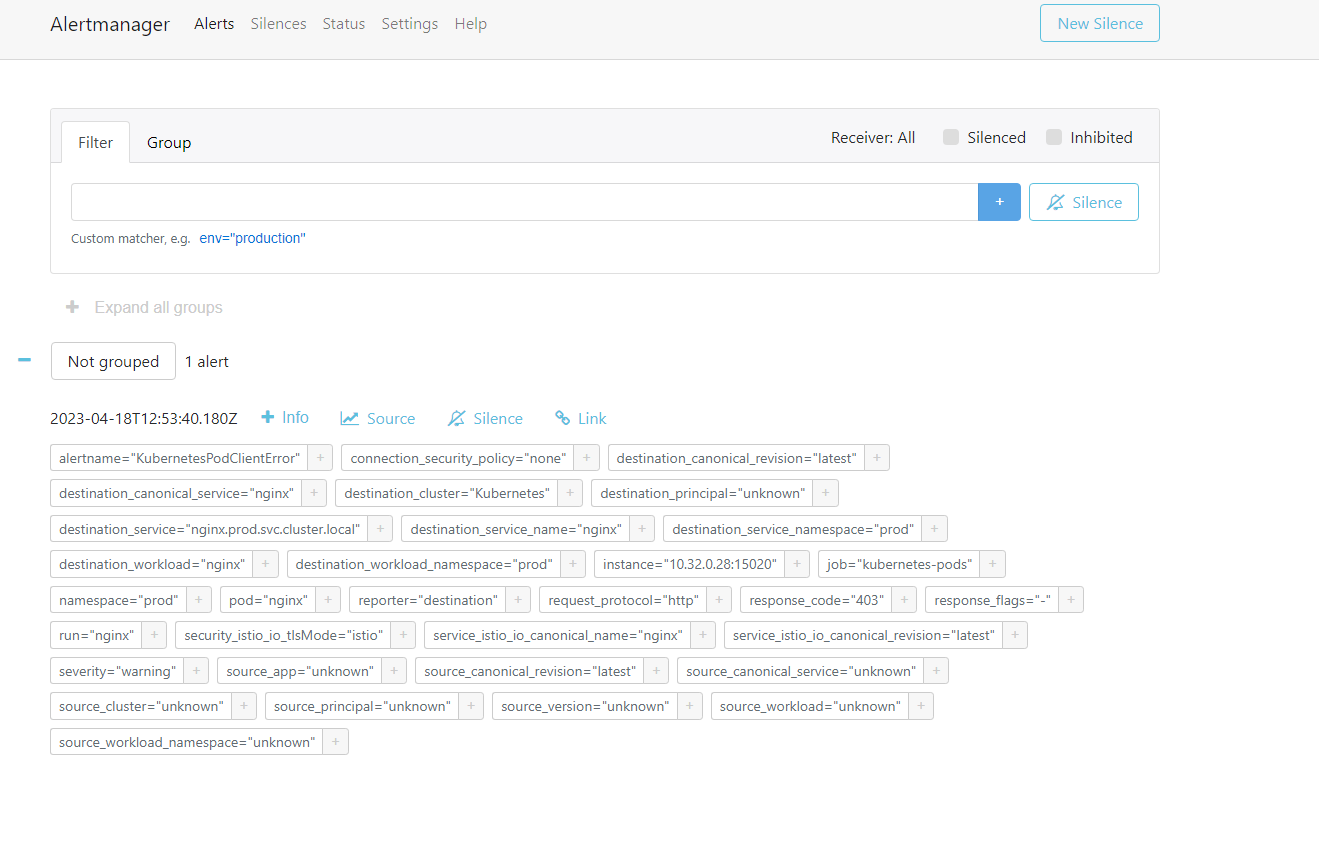 Alertmanager Alerts Silences Status Settings Help New Silence
Filter Group Receiver: All Silenced Inhibited
+ Silence
Custom matcher, e.g. env="production"
+ Expand all groups
Not grouped 1 alert
2023-04-18T12:53:40.180Z + Info Source Silence Link
alertname="KubernetesPodClientError" + connection_security_policy="none" + destination_canonical_revision="latest" +
destination_canonical_service="nginx" + destination_cluster="Kubernetes" + destination_principal="unknown" +
destination_service="nginx.prod.svc.cluster.local" + destination_service_name="nginx" + destination_service_namespace="prod" +
destination_workload="nginx" + destination_workload_namespace="prod" + instance="10.32.0.28:15020" + job="kubernetes-pods" +
namespace="prod" + pod="nginx" + reporter="destination" + request_protocol="http" + response_code="403" + response_flags="-" +
run="nginx" + security_istio_io_tlsMode="istio" + service_istio_io_canonical_name="nginx" + service_istio_io_canonical_revision="latest" +
severity="warning" + source_app="unknown" + source_canonical_revision="latest" + source_canonical_service="unknown" +
source_cluster="unknown" + source_principal="unknown" + source_version="unknown" + source_workload="unknown" +
source_workload_namespace="unknown" +